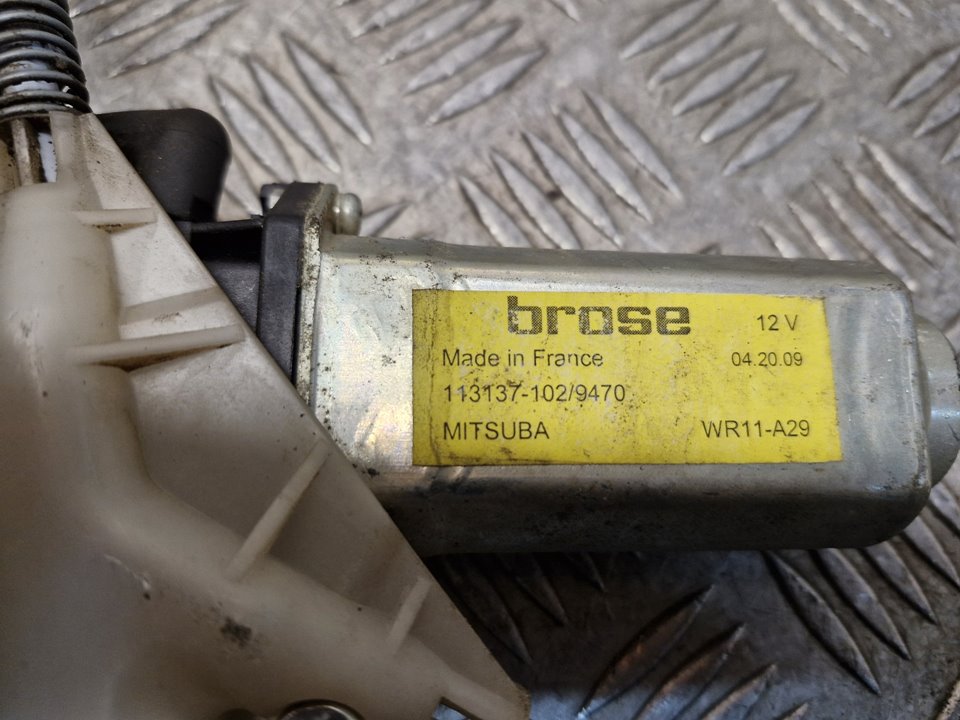 brose
12 V
Made in France
04.20.09
113137-102/9470
MITSUBA
WR11-A29